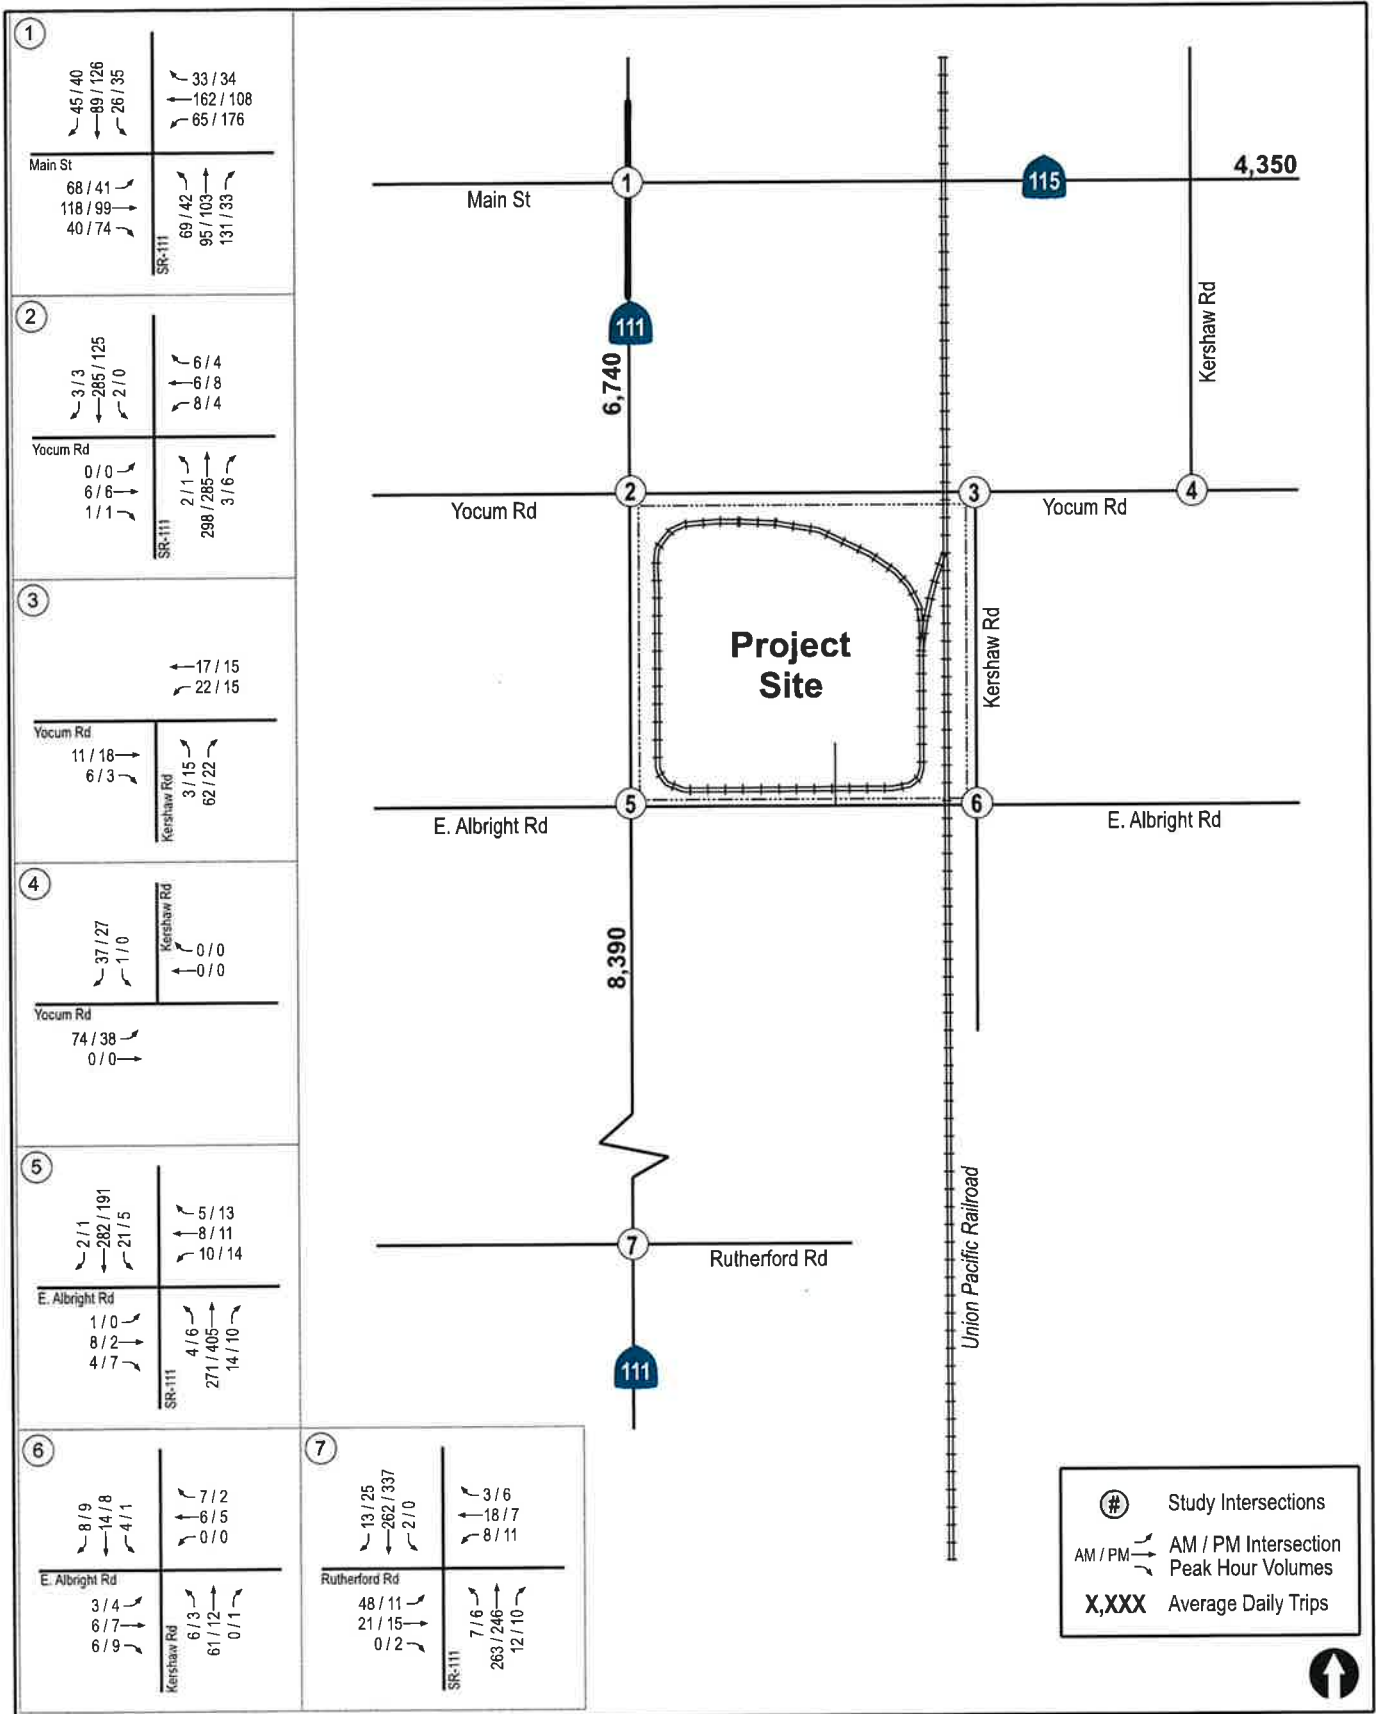 1
45 / 40
89 / 126
26 / 35
33 / 34
162 / 108
65 / 176
Main St
68 / 41
118 / 99
40 / 74
69 / 42
95 / 103
131 / 33
SR-111
2
3 / 3
285 / 125
2 / 0
6 / 4
6 / 8
8 / 4
Yocum Rd
0 / 0
6 / 6
1 / 1
2 / 1
298 / 285
3 / 6
SR-111
3
17 / 15
22 / 15
Yocum Rd
11 / 18
6 / 3
3 / 15
62 / 22
Kershaw Rd
4
37 / 27
1 / 0
Kershaw Rd
0 / 0
0 / 0
Yocum Rd
74 / 38
0 / 0
5
2 / 1
282 / 191
21 / 5
5 / 13
8 / 11
10 / 14
E. Albright Rd
1 / 0
8 / 2
4 / 7
4 / 6
271 / 405
14 / 10
SR-111
6
8 / 9
14 / 8
4 / 1
7 / 2
6 / 5
0 / 0
E. Albright Rd
3 / 4
6 / 7
6 / 9
6 / 3
61 / 12
0 / 1
Kershaw Rd
7
13 / 25
262 / 337
2 / 0
3 / 6
18 / 7
8 / 11
Rutherford Rd
48 / 11
21 / 15
0 / 2
7 / 6
263 / 246
12 / 10
SR-111
4,350
1
115
Main St
111
6,740
Kershaw Rd
2
3
4
Yocum Rd
Yocum Rd
Project
Site
Kershaw Rd
5
6
E. Albright Rd
E. Albright Rd
8,390
Union Pacific Railroad
7
Rutherford Rd
111
# Study Intersections
AM / PM AM / PM Intersection
Peak Hour Volumes
X,XXX Average Daily Trips